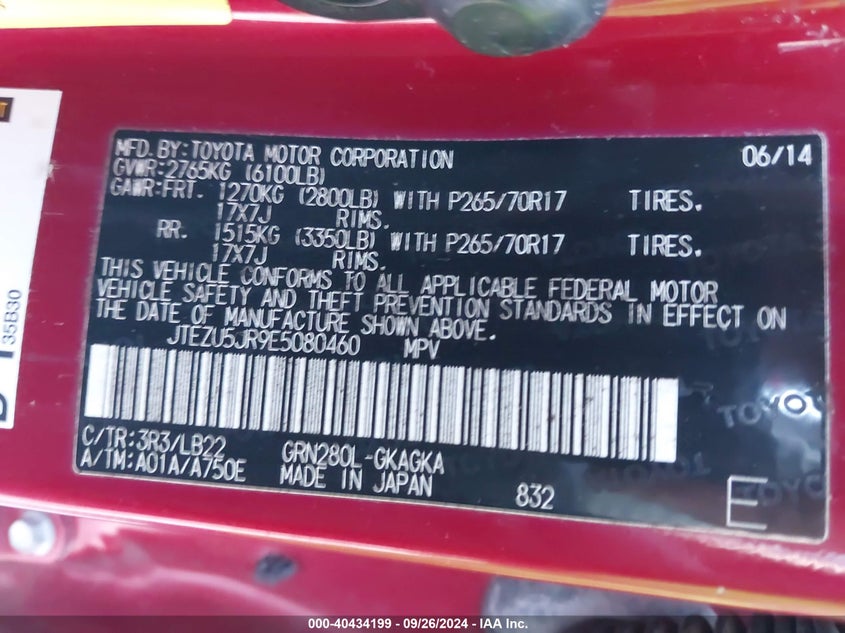 MFD. BY: TOYOTA MOTOR CORPORATION 06/14
GVWR: 2765KG (6100LB)
GAWR: FRT. 1270KG (2800LB) WITH P265/70R17 TIRES.
17X7J RIMS.
RR. 1515KG (3350LB) WITH P265/70R17 TIRES.
17X7J RIMS.
THIS VEHICLE CONFORMS TO ALL APPLICABLE FEDERAL MOTOR
VEHICLE SAFETY AND THEFT PREVENTION STANDARDS IN EFFECT ON
THE DATE OF MANUFACTURE SHOWN ABOVE.
JTEZU5JR9E5080460 MPV
C/TR: 3R3/LB22 GRN280L-GKAGKA
A/TM: A01A/A750E MADE IN JAPAN 832 E
35B30
TOYOTA
000-40434199 - 09/26/2024 - IAA Inc.